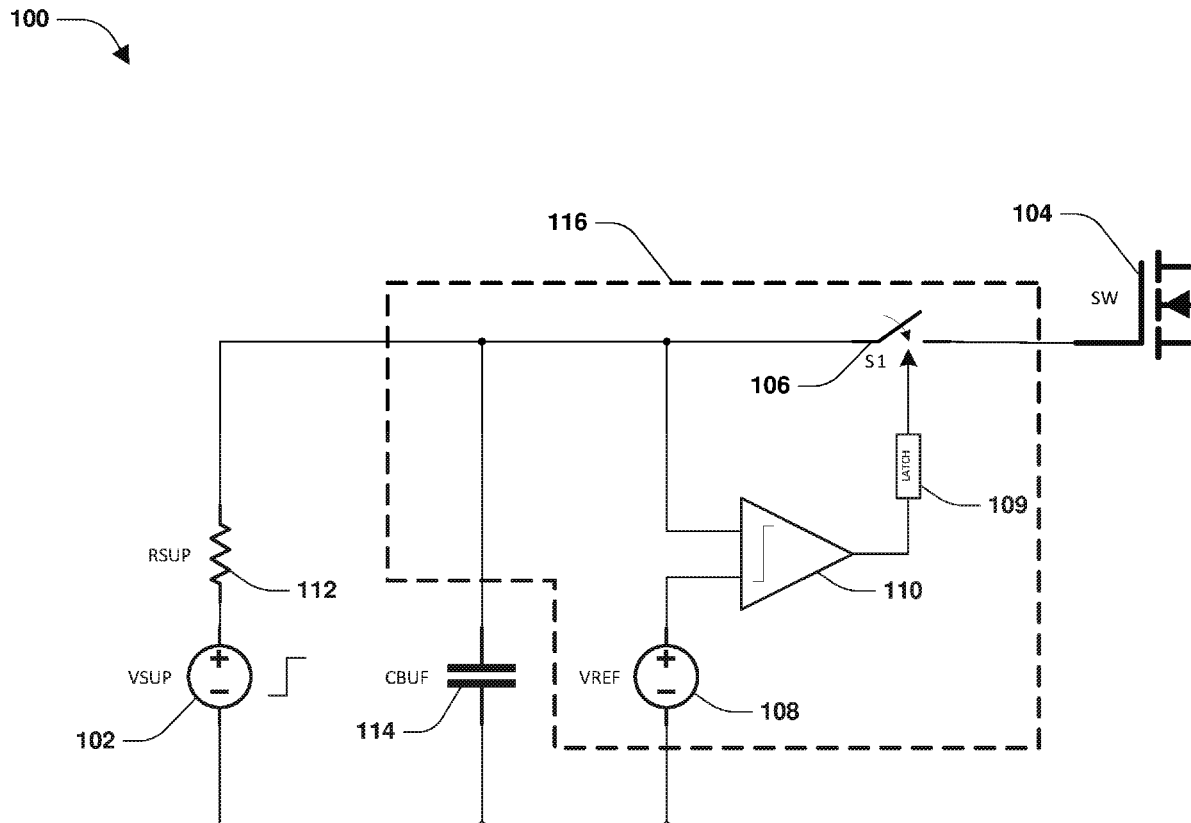 100
116
104
SW
S1
106
LATCH
109
RSUP
112
110
VSUP
+
−
102
CBUF
114
VREF
+
−
108